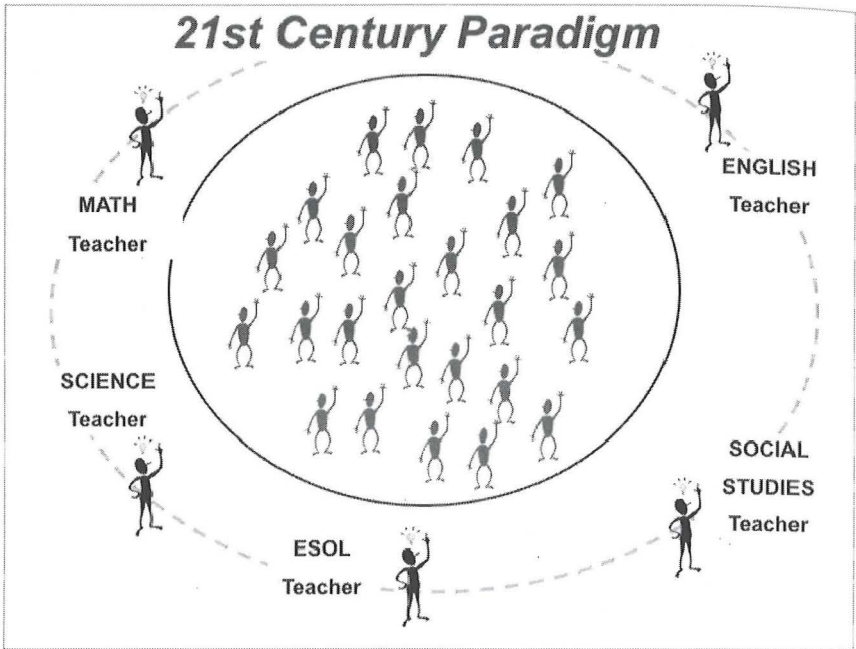 21st Century Paradigm
MATH
Teacher
ENGLISH
Teacher
SCIENCE
Teacher
SOCIAL
STUDIES
Teacher
ESOL
Teacher